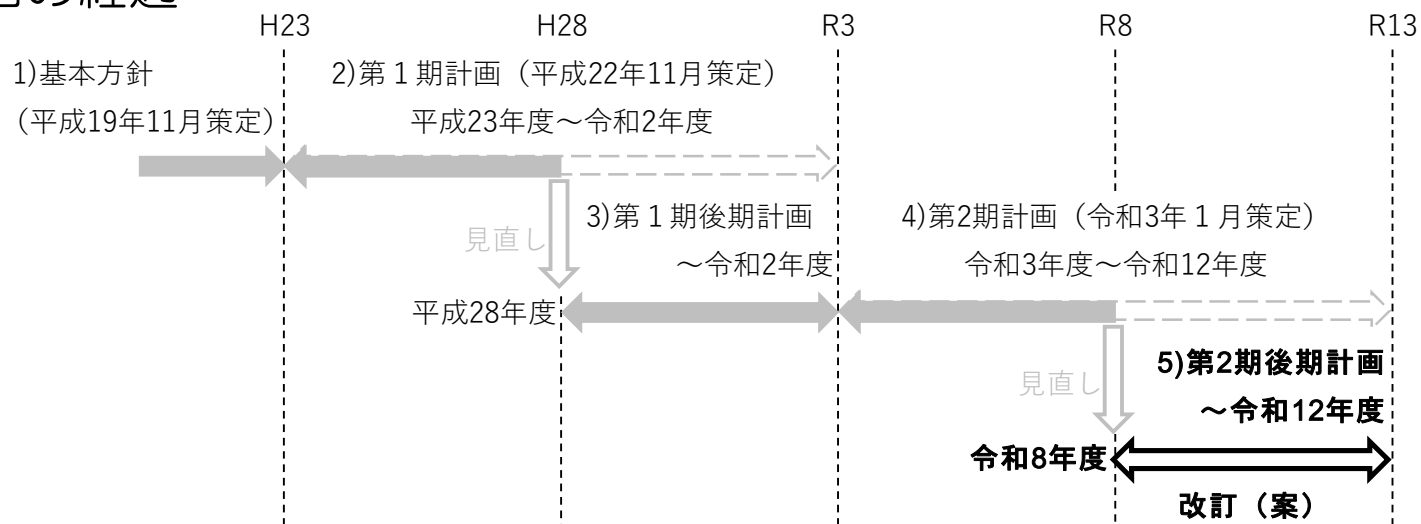 の経過
H23 H28 R3 R8 R13
1)基本方針
（平成19年11月策定）
2)第１期計画（平成22年11月策定）
平成23年度～令和2年度
見直し
3)第１期後期計画
～令和2年度
平成28年度
4)第2期計画（令和3年１月策定）
令和3年度～令和12年度
見直し
5)第2期後期計画
～令和12年度
令和8年度
改訂（案）